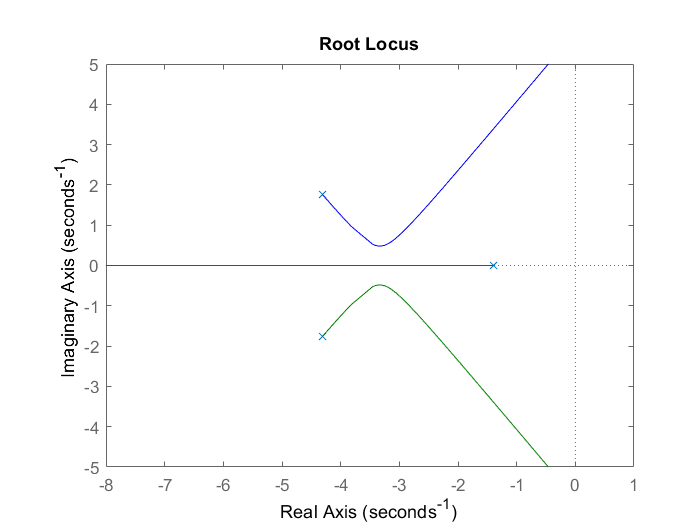 Root Locus
Imaginary Axis (seconds⁻¹)
5
4
3
2
1
0
-1
-2
-3
-4
-5
-8 -7 -6 -5 -4 -3 -2 -1 0 1
Real Axis (seconds⁻¹)